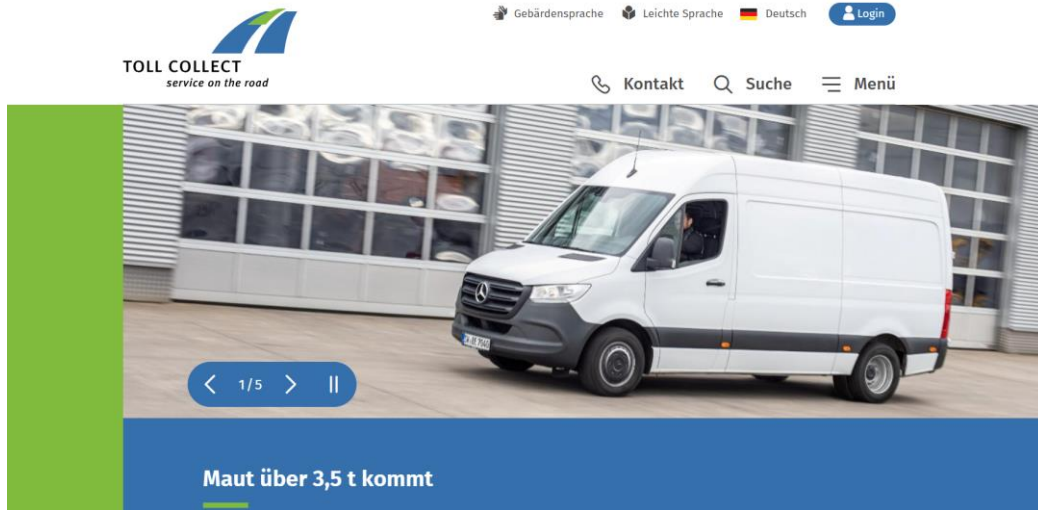 Gebärdensprache Leichte Sprache Deutsch Login
TOLL COLLECT
service on the road
Kontakt Suche Menü
1/5
Maut über 3,5 t kommt